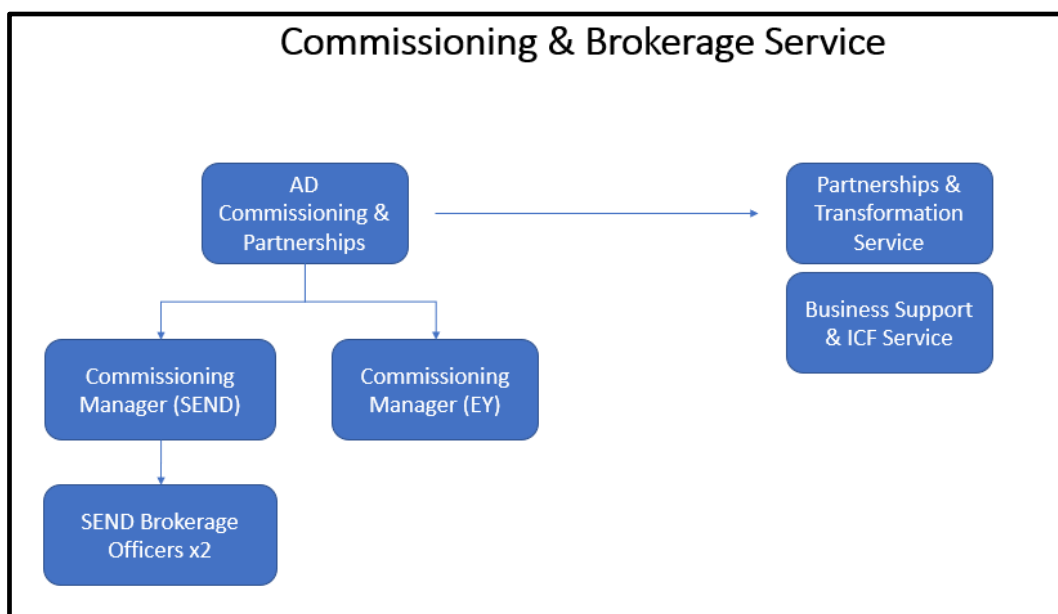 Commissioning & Brokerage Service
AD
Commissioning &
Partnerships
Partnerships &
Transformation
Service
Business Support
& ICF Service
Commissioning
Manager (SEND)
Commissioning
Manager (EY)
SEND Brokerage
Officers x2